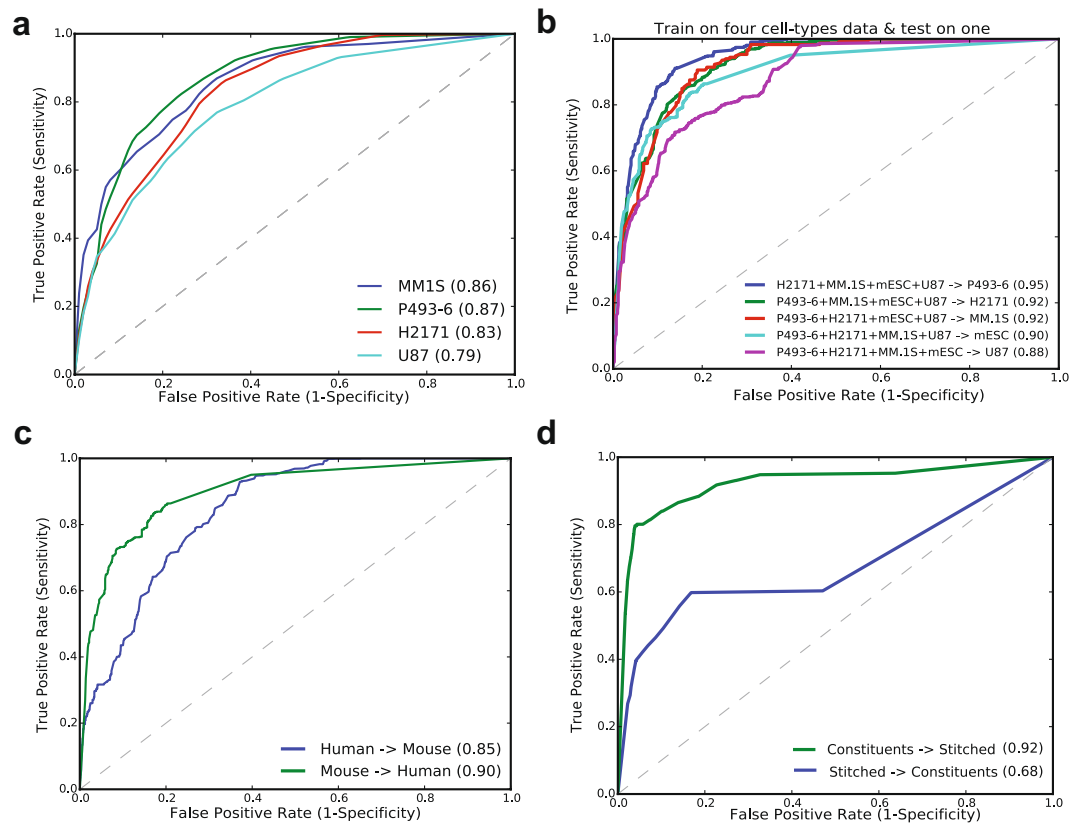 a
1.0
0.8
0.6
0.4
0.2
0.0
True Positive Rate (Sensitivity)
MM1S (0.86)
P493-6 (0.87)
H2171 (0.83)
U87 (0.79)
0.0 0.2 0.4 0.6 0.8 1.0
False Positive Rate (1-Specificity)
b
Train on four cell-types data & test on one
1.0
0.8
0.6
0.4
0.2
0.0
True Positive Rate (Sensitivity)
H2171+MM.1S+mESC+U87 -> P493-6 (0.95)
P493-6+MM.1S+mESC+U87 -> H2171 (0.92)
P493-6+H2171+mESC+U87 -> MM.1S (0.92)
P493-6+H2171+MM.1S+U87 -> mESC (0.90)
P493-6+H2171+MM.1S+mESC -> U87 (0.88)
0.0 0.2 0.4 0.6 0.8 1.0
False Positive Rate (1-Specificity)
c
1.0
0.8
0.6
0.4
0.2
0.0
True Positive Rate (Sensitivity)
Human -> Mouse (0.85)
Mouse -> Human (0.90)
0.0 0.2 0.4 0.6 0.8 1.0
False Positive Rate (1-Specificity)
d
1.0
0.8
0.6
0.4
0.2
0.0
True Positive Rate (Sensitivity)
Constituents -> Stitched (0.92)
Stitched -> Constituents (0.68)
0.0 0.2 0.4 0.6 0.8 1.0
False Positive Rate (1-Specificity)